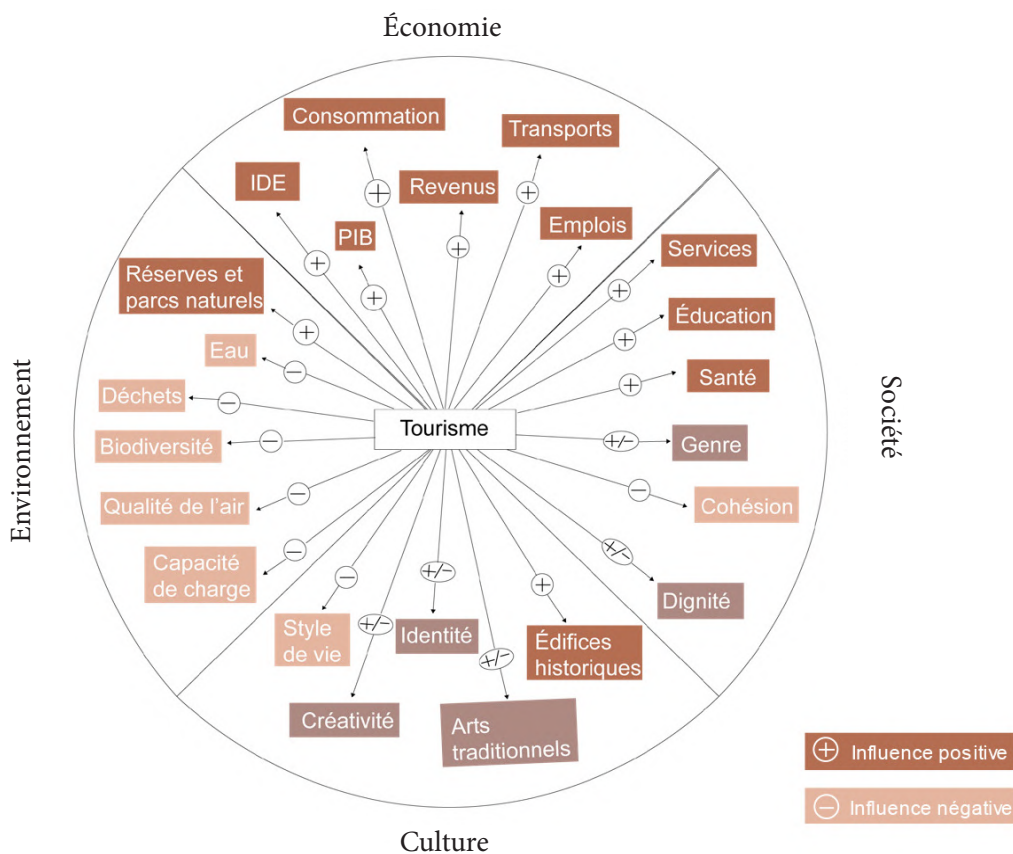 Économie
Consommation
Transports
IDE
Revenus
PIB
Emplois
Services
Réserves et
parcs naturels
+
+
+
+
+
+
+
+
Éducation
+
+
Eau
−
Santé
+
Déchets
−
Environnement
Société
Tourisme
Biodiversité
−
+/−
Genre
Qualité de l'air
−
−
Cohésion
Capacité
de charge
−
+/−
Dignité
Style
de vie
−
+/−
+/−
Identité
+
Édifices
historiques
+/−
Créativité
Arts
traditionnels
+ Influence positive
− Influence négative
Culture